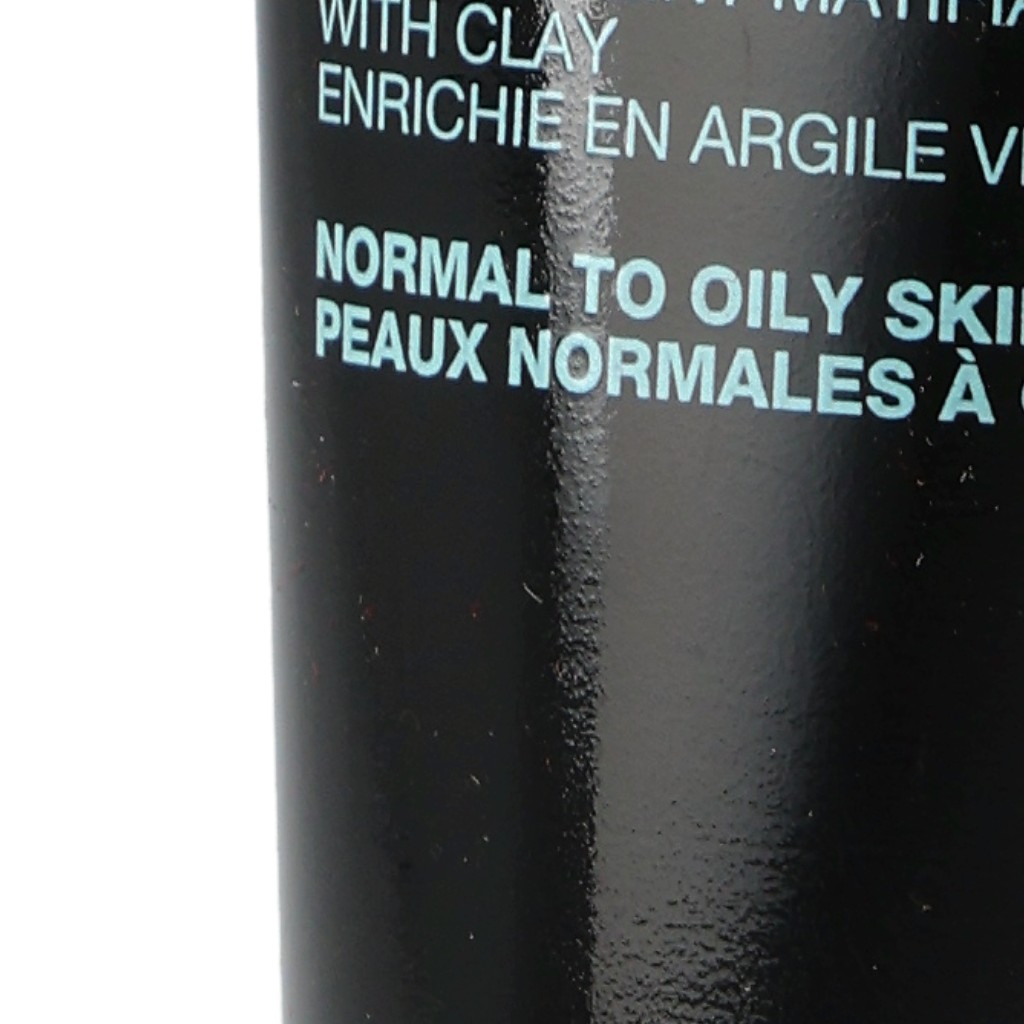 WITH CLAY
ENRICHIE EN ARGILE
NORMAL TO OILY
PEAUX NORMALES À